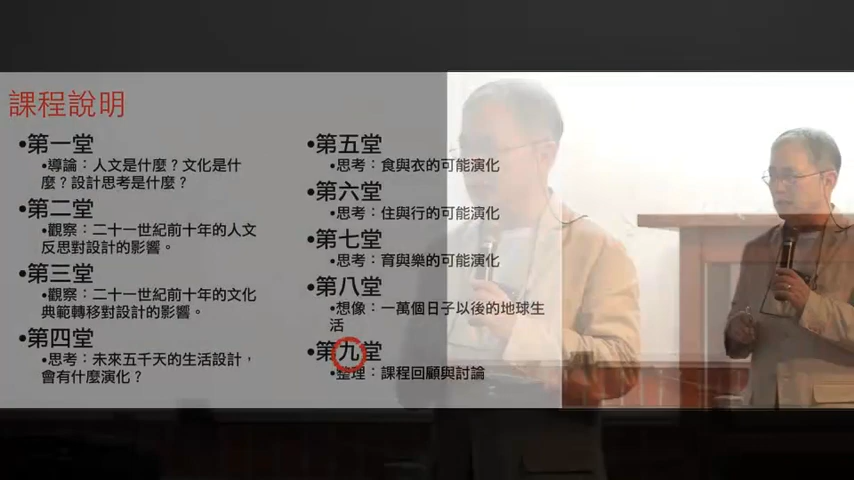 課程說明
•第一堂
•導論：人文是什麼？文化是什
麼？設計思考是什麼？
•第二堂
•觀察：二十一世紀前十年的人文
反思對設計的影響。
•第三堂
•觀察：二十一世紀前十年的文化
典範轉移對設計的影響。
•第四堂
•思考：未來五千天的生活設計，
會有什麼演化？
•第五堂
•思考：食與衣的可能演化
•第六堂
•思考：住與行的可能演化
•第七堂
•思考：育與樂的可能演化
•第八堂
•想像：一萬個日子以後的地球生
活
•第九堂
•整理：課程回顧與討論